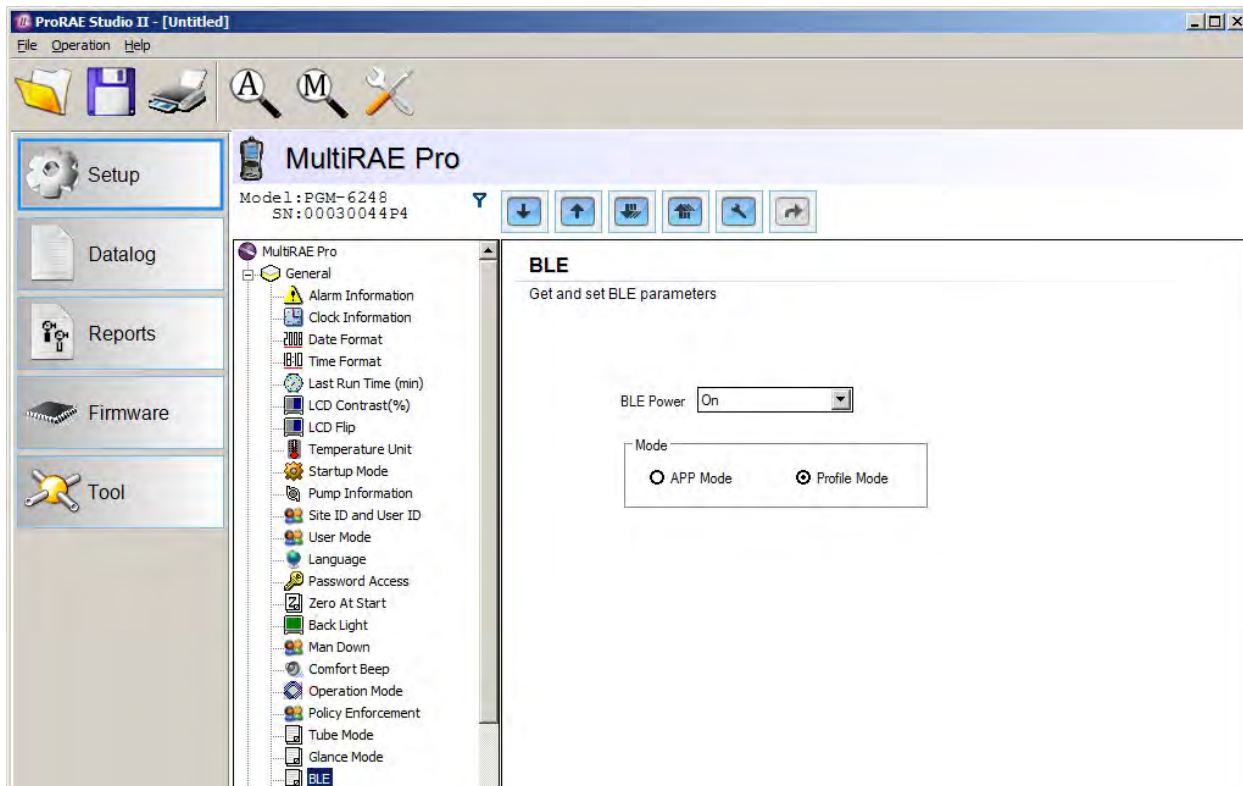 ProRAE Studio II - [Untitled]
File Operation Help
A M
Setup
Datalog
Reports
Firmware
Tool
MultiRAE Pro
Model:PGM-6248
SN:00030044P4
MultiRAE Pro
General
Alarm Information
Clock Information
Date Format
Time Format
Last Run Time (min)
LCD Contrast(%)
LCD Flip
Temperature Unit
Startup Mode
Pump Information
Site ID and User ID
User Mode
Language
Password Access
Zero At Start
Back Light
Man Down
Comfort Beep
Operation Mode
Policy Enforcement
Tube Mode
Glance Mode
BLE
BLE
Get and set BLE parameters
BLE Power On
Mode
APP Mode Profile Mode